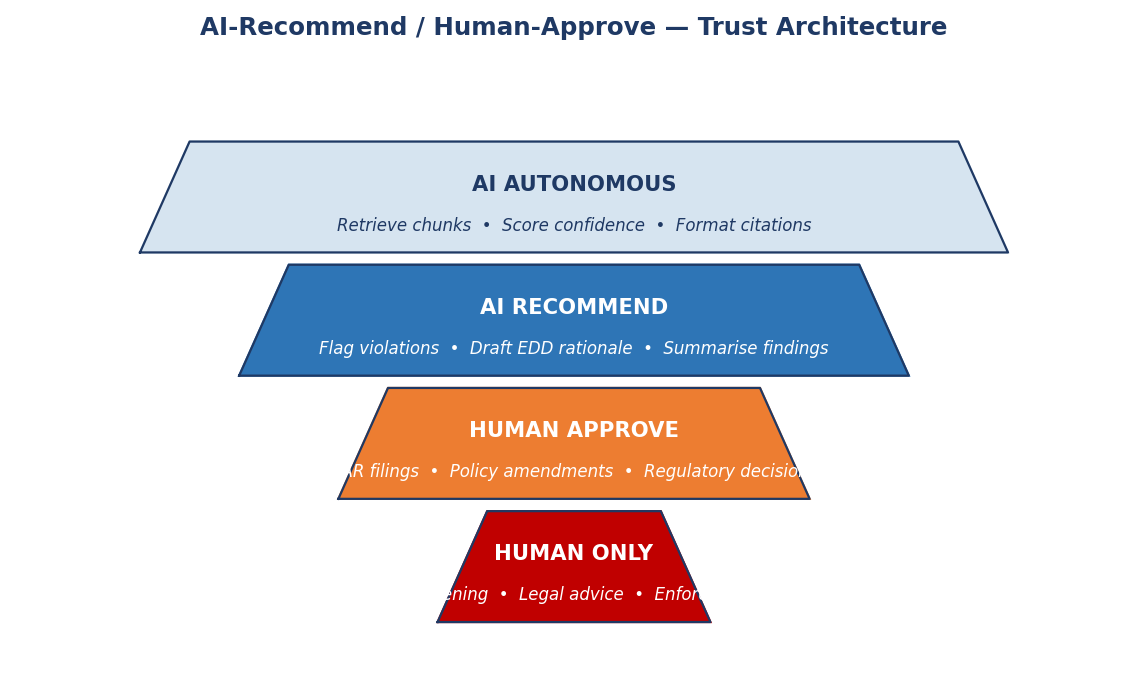 AI-Recommend / Human-Approve — Trust Architecture
AI AUTONOMOUS
Retrieve chunks • Score confidence • Format citations
AI RECOMMEND
Flag violations • Draft EDD rationale • Summarise findings
HUMAN APPROVE
filings • Policy amendments • Regulatory
HUMAN ONLY
• Legal advice •